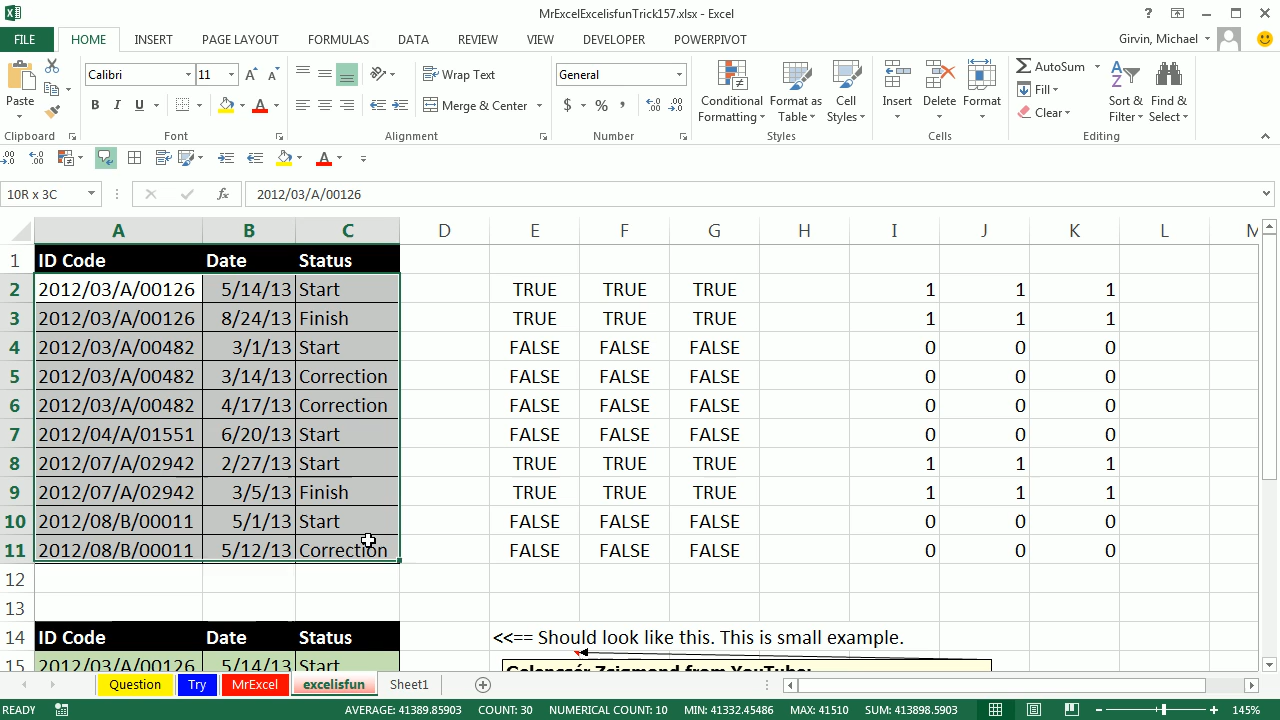 MrExcelExcelisfunTrick157.xlsx - Excel
FILE HOME INSERT PAGE LAYOUT FORMULAS DATA REVIEW VIEW DEVELOPER POWERPIVOT Girvin, Michael
Calibri 11 Wrap Text General AutoSum
Paste Conditional Formatting Format as Table Cell Styles Insert Delete Format Fill Sort & Filter Find & Select
B I U Merge & Center $ % , Clear
Clipboard Font Alignment Number Styles Cells Editing
10R x 3C fx 2012/03/A/00126
A B C D E F G H I J K L M
1 ID Code Date Status
2 2012/03/A/00126 5/14/13 Start TRUE TRUE TRUE 1 1 1
3 2012/03/A/00126 8/24/13 Finish TRUE TRUE TRUE 1 1 1
4 2012/03/A/00482 3/1/13 Start FALSE FALSE FALSE 0 0 0
5 2012/03/A/00482 3/14/13 Correction FALSE FALSE FALSE 0 0 0
6 2012/03/A/00482 4/17/13 Correction FALSE FALSE FALSE 0 0 0
7 2012/04/A/01551 6/20/13 Start FALSE FALSE FALSE 0 0 0
8 2012/07/A/02942 2/27/13 Start TRUE TRUE TRUE 1 1 1
9 2012/07/A/02942 3/5/13 Finish TRUE TRUE TRUE 1 1 1
10 2012/08/B/00011 5/1/13 Start FALSE FALSE FALSE 0 0 0
11 2012/08/B/00011 5/12/13 Correction FALSE FALSE FALSE 0 0 0
12
13
14 ID Code Date Status <<== Should look like this. This is small example.
15 2012/03/A/00126 5/14/13 Start
Question Try MrExcel excelisfun Sheet1
READY AVERAGE: 41389.85903 COUNT: 30 NUMERICAL COUNT: 10 MIN: 41332.45486 MAX: 41510 SUM: 413898.5903 145%